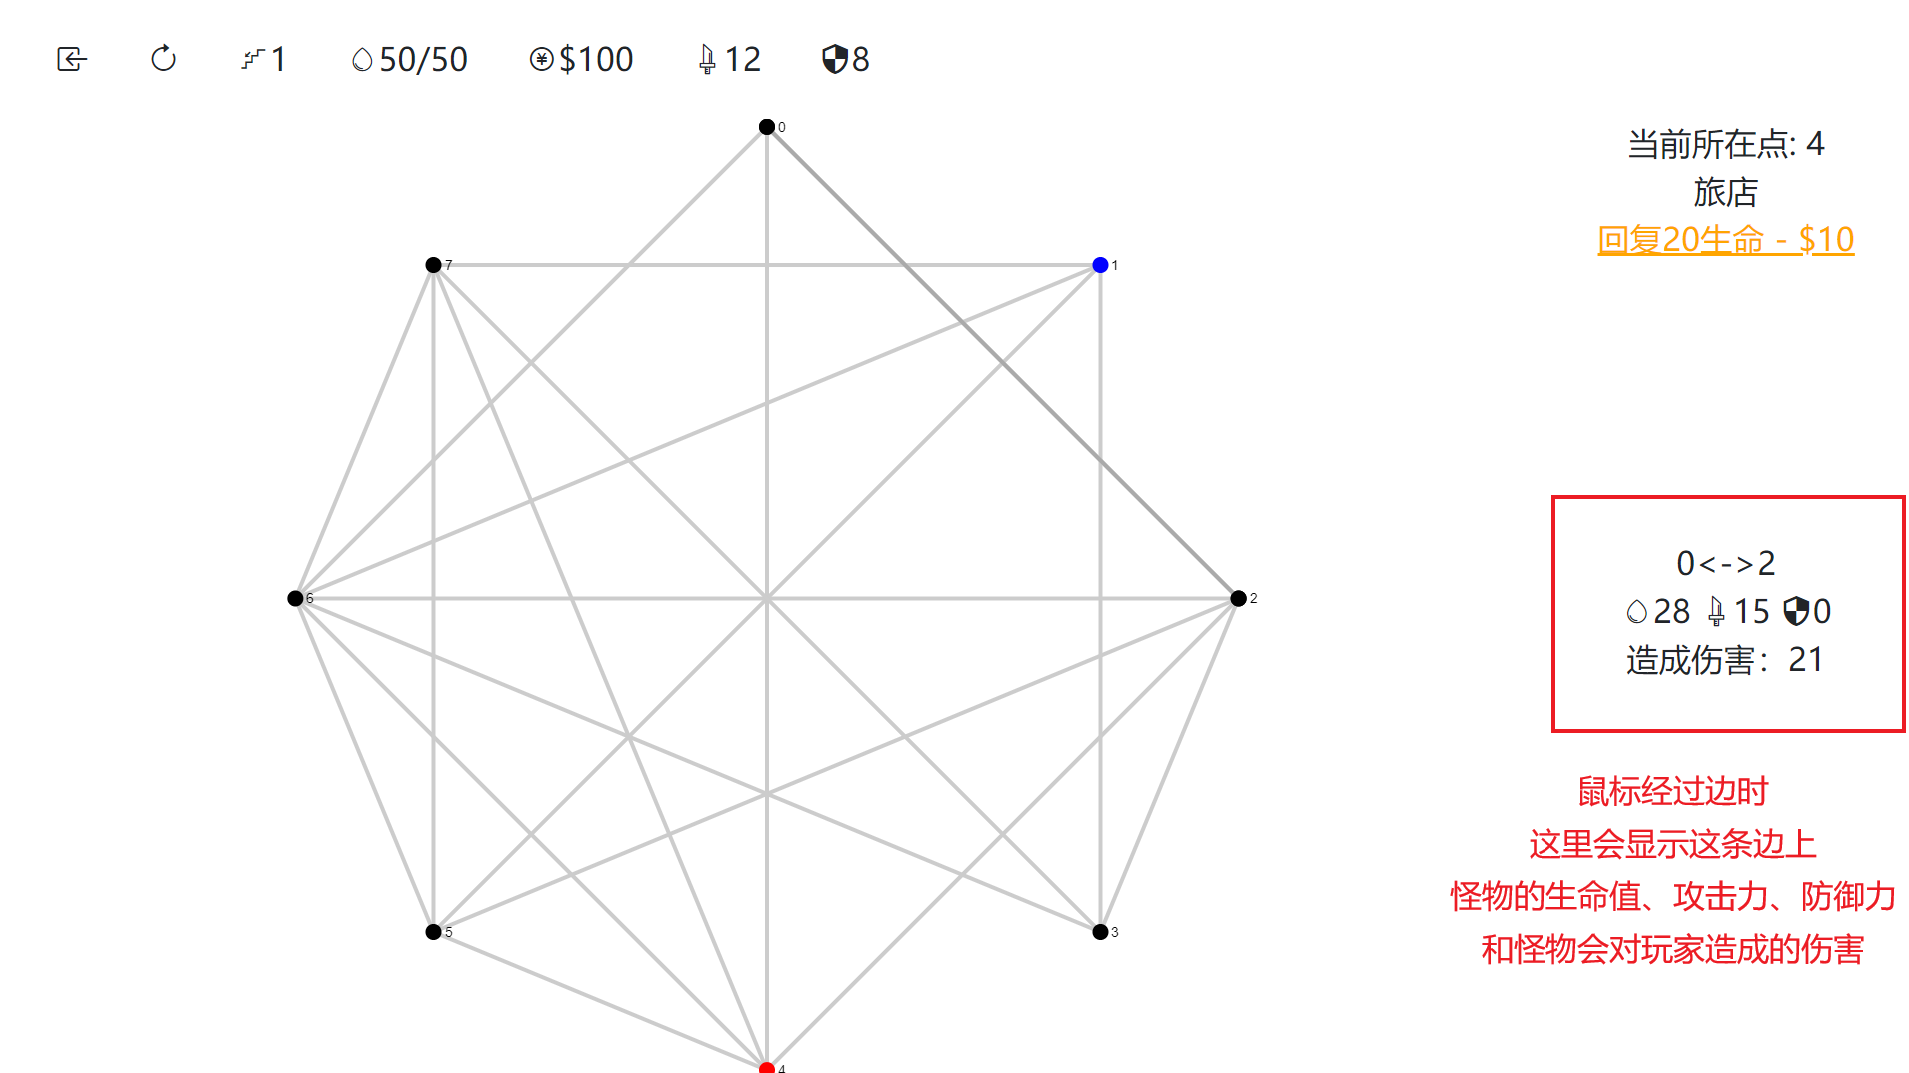 1 50/50 $100 12 8
0
当前所在点: 4
旅店
回复20生命 - $10
7
1
6
2
0<->2
28 15 0
造成伤害：21
鼠标经过边时
这里会显示这条边上
怪物的生命值、攻击力、防御力
和怪物会对玩家造成的伤害
5
3
4